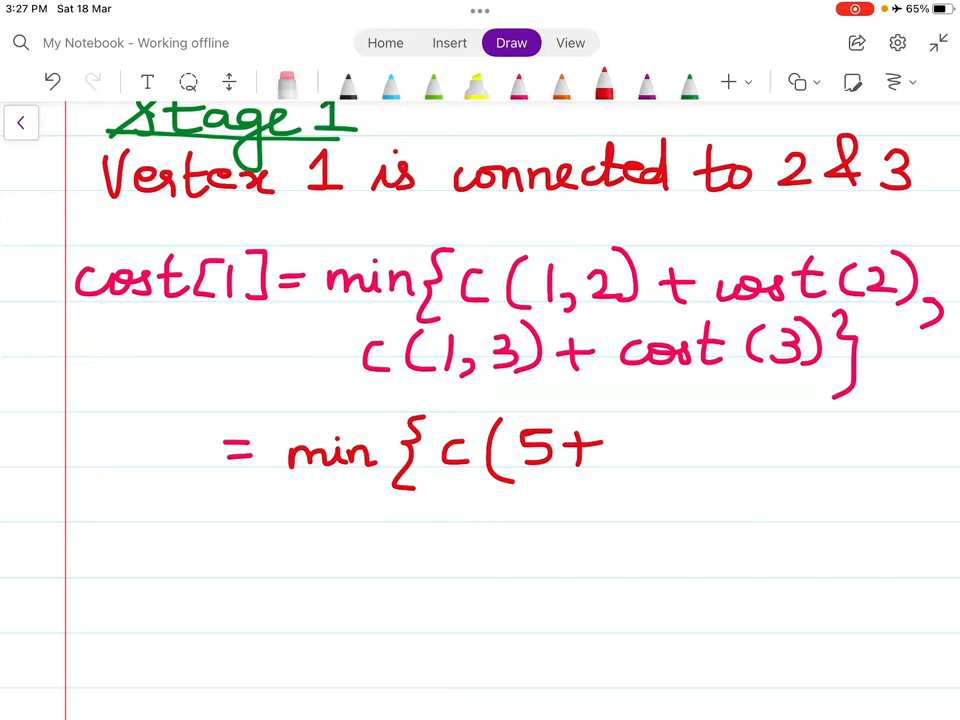 3:27 PM Sat 18 Mar
65%
My Notebook - Working offline
Home Insert Draw View
T
Stage 1
Vertex 1 is connected to 2 & 3
cost[1] = min{c(1,2) + cost(2),
c(1,3) + cost(3)}
= min{c(5+